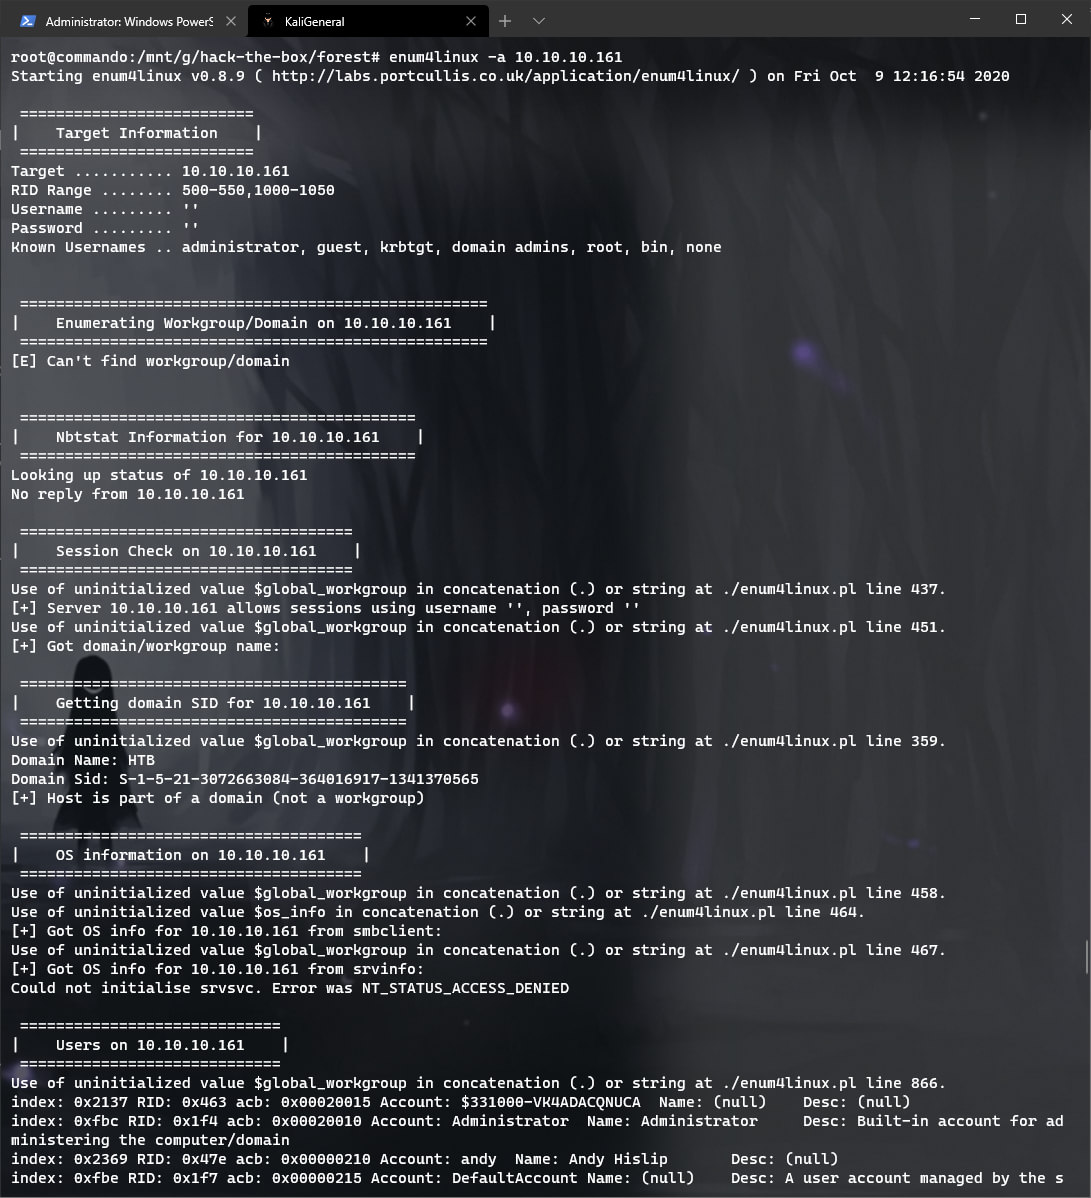 Administrator: Windows PowerS
KaliGeneral
root@commando:/mnt/g/hack-the-box/forest# enum4linux -a 10.10.10.161
Starting enum4linux v0.8.9 ( http://labs.portcullis.co.uk/application/enum4linux/ ) on Fri Oct  9 12:16:54 2020
 ==========================
|    Target Information    |
 ==========================
Target ........... 10.10.10.161
RID Range ........ 500-550,1000-1050
Username ......... ''
Password ......... ''
Known Usernames .. administrator, guest, krbtgt, domain admins, root, bin, none
 ====================================================
|    Enumerating Workgroup/Domain on 10.10.10.161    |
 ====================================================
[E] Can't find workgroup/domain
 ============================================
|    Nbtstat Information for 10.10.10.161    |
 ============================================
Looking up status of 10.10.10.161
No reply from 10.10.10.161
 =====================================
|    Session Check on 10.10.10.161    |
 =====================================
Use of uninitialized value $global_workgroup in concatenation (.) or string at ./enum4linux.pl line 437.
[+] Server 10.10.10.161 allows sessions using username '', password ''
Use of uninitialized value $global_workgroup in concatenation (.) or string at ./enum4linux.pl line 451.
[+] Got domain/workgroup name:
 ===========================================
|    Getting domain SID for 10.10.10.161    |
 ===========================================
Use of uninitialized value $global_workgroup in concatenation (.) or string at ./enum4linux.pl line 359.
Domain Name: HTB
Domain Sid: S-1-5-21-3072663084-364016917-1341370565
[+] Host is part of a domain (not a workgroup)
 ======================================
|    OS information on 10.10.10.161    |
 ======================================
Use of uninitialized value $global_workgroup in concatenation (.) or string at ./enum4linux.pl line 458.
Use of uninitialized value $os_info in concatenation (.) or string at ./enum4linux.pl line 464.
[+] Got OS info for 10.10.10.161 from smbclient:
Use of uninitialized value $global_workgroup in concatenation (.) or string at ./enum4linux.pl line 467.
[+] Got OS info for 10.10.10.161 from srvinfo:
Could not initialise srvsvc. Error was NT_STATUS_ACCESS_DENIED
 =============================
|    Users on 10.10.10.161    |
 =============================
Use of uninitialized value $global_workgroup in concatenation (.) or string at ./enum4linux.pl line 866.
index: 0x2137 RID: 0x463 acb: 0x00020015 Account: $331000-VK4ADACQNUCA  Name: (null)    Desc: (null)
index: 0xfbc RID: 0x1f4 acb: 0x00020010 Account: Administrator  Name: Administrator     Desc: Built-in account for ad
ministering the computer/domain
index: 0x2369 RID: 0x47e acb: 0x00000210 Account: andy  Name: Andy Hislip       Desc: (null)
index: 0xfbe RID: 0x1f7 acb: 0x00000215 Account: DefaultAccount Name: (null)    Desc: A user account managed by the s